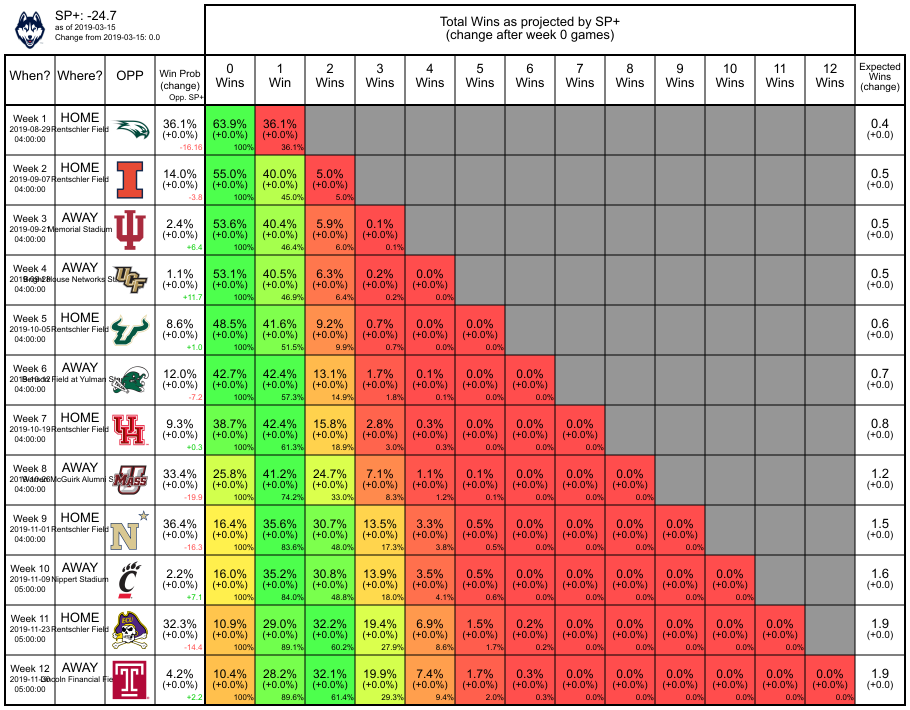 SP+: -24.7
as of 2019-03-15
Change from 2019-03-15: 0.0
Total Wins as projected by SP+
(change after week 0 games)
When? Where? OPP Win Prob (change) Opp. SP+ 0 Wins 1 Win 2 Wins 3 Wins 4 Wins 5 Wins 6 Wins 7 Wins 8 Wins 9 Wins 10 Wins 11 Wins 12 Wins Expected Wins (change)
Week 1 HOME 36.1% 63.9% 36.1% 0.4
2019-08-29 Rentschler Field (+0.0%) (+0.0%) (+0.0%) (+0.0)
04:00:00 -16.16 100% 36.1%
Week 2 HOME I 14.0% 55.0% 40.0% 5.0% 0.5
2019-09-07 Rentschler Field (+0.0%) (+0.0%) (+0.0%) (+0.0%) (+0.0)
04:00:00 -3.8 100% 45.0% 5.0%
Week 3 AWAY 2.4% 53.6% 40.4% 5.9% 0.1% 0.5
2019-09-21 Memorial Stadium (+0.0%) (+0.0%) (+0.0%) (+0.0%) (+0.0%) (+0.0)
04:00:00 +6.4 100% 46.4% 6.0% 0.1%
Week 4 AWAY UCF 1.1% 53.1% 40.5% 6.3% 0.2% 0.0% 0.5
House Networks (+0.0%) (+0.0%) (+0.0%) (+0.0%) (+0.0%) (+0.0%) (+0.0)
04:00:00 +11.7 100% 46.9% 6.4% 0.2% 0.0%
Week 5 HOME 8.6% 48.5% 41.6% 9.2% 0.7% 0.0% 0.0% 0.6
2019-10-05 Rentschler Field (+0.0%) (+0.0%) (+0.0%) (+0.0%) (+0.0%) (+0.0%) (+0.0%) (+0.0)
04:00:00 +1.0 100% 51.5% 9.9% 0.7% 0.0% 0.0%
Week 6 AWAY 12.0% 42.7% 42.4% 13.1% 1.7% 0.1% 0.0% 0.0% 0.7
Field at Yulman (+0.0%) (+0.0%) (+0.0%) (+0.0%) (+0.0%) (+0.0%) (+0.0%) (+0.0%) (+0.0)
04:00:00 -7.2 100% 57.3% 14.9% 1.8% 0.1% 0.0% 0.0%
Week 7 HOME UH 9.3% 38.7% 42.4% 15.8% 2.8% 0.3% 0.0% 0.0% 0.0% 0.8
2019-10-19 Rentschler Field (+0.0%) (+0.0%) (+0.0%) (+0.0%) (+0.0%) (+0.0%) (+0.0%) (+0.0%) (+0.0%) (+0.0)
04:00:00 +0.3 100% 61.3% 18.9% 3.0% 0.3% 0.0% 0.0% 0.0%
Week 8 AWAY UMASS 33.4% 25.8% 41.2% 24.7% 7.1% 1.1% 0.1% 0.0% 0.0% 0.0% 1.2
McGuirk Alumni (+0.0%) (+0.0%) (+0.0%) (+0.0%) (+0.0%) (+0.0%) (+0.0%) (+0.0%) (+0.0%) (+0.0%) (+0.0)
04:00:00 -19.9 100% 74.2% 33.0% 8.3% 1.2% 0.1% 0.0% 0.0% 0.0%
Week 9 HOME N 36.4% 16.4% 35.6% 30.7% 13.5% 3.3% 0.5% 0.0% 0.0% 0.0% 0.0% 1.5
2019-11-01 Rentschler Field (+0.0%) (+0.0%) (+0.0%) (+0.0%) (+0.0%) (+0.0%) (+0.0%) (+0.0%) (+0.0%) (+0.0%) (+0.0%) (+0.0)
04:00:00 -16.3 100% 83.6% 48.0% 17.3% 3.8% 0.5% 0.0% 0.0% 0.0% 0.0%
Week 10 AWAY C 2.2% 16.0% 35.2% 30.8% 13.9% 3.5% 0.5% 0.0% 0.0% 0.0% 0.0% 0.0% 1.6
2019-11-09 Nippert Stadium (+0.0%) (+0.0%) (+0.0%) (+0.0%) (+0.0%) (+0.0%) (+0.0%) (+0.0%) (+0.0%) (+0.0%) (+0.0%) (+0.0%) (+0.0)
05:00:00 +7.1 100% 84.0% 48.8% 18.0% 4.1% 0.6% 0.0% 0.0% 0.0% 0.0% 0.0%
Week 11 HOME ECU 32.3% 10.9% 29.0% 32.2% 19.4% 6.9% 1.5% 0.2% 0.0% 0.0% 0.0% 0.0% 0.0% 1.9
2019-11-23 Rentschler Field (+0.0%) (+0.0%) (+0.0%) (+0.0%) (+0.0%) (+0.0%) (+0.0%) (+0.0%) (+0.0%) (+0.0%) (+0.0%) (+0.0%) (+0.0%) (+0.0)
05:00:00 -14.4 100% 89.1% 60.2% 27.9% 8.6% 1.7% 0.2% 0.0% 0.0% 0.0% 0.0% 0.0%
Week 12 AWAY T 4.2% 10.4% 28.2% 32.1% 19.9% 7.4% 1.7% 0.3% 0.0% 0.0% 0.0% 0.0% 0.0% 0.0% 1.9
Lincoln Financial (+0.0%) (+0.0%) (+0.0%) (+0.0%) (+0.0%) (+0.0%) (+0.0%) (+0.0%) (+0.0%) (+0.0%) (+0.0%) (+0.0%) (+0.0%) (+0.0%) (+0.0)
05:00:00 +2.2 100% 89.6% 61.4% 29.3% 9.4% 2.0% 0.3% 0.0% 0.0% 0.0% 0.0% 0.0% 0.0%